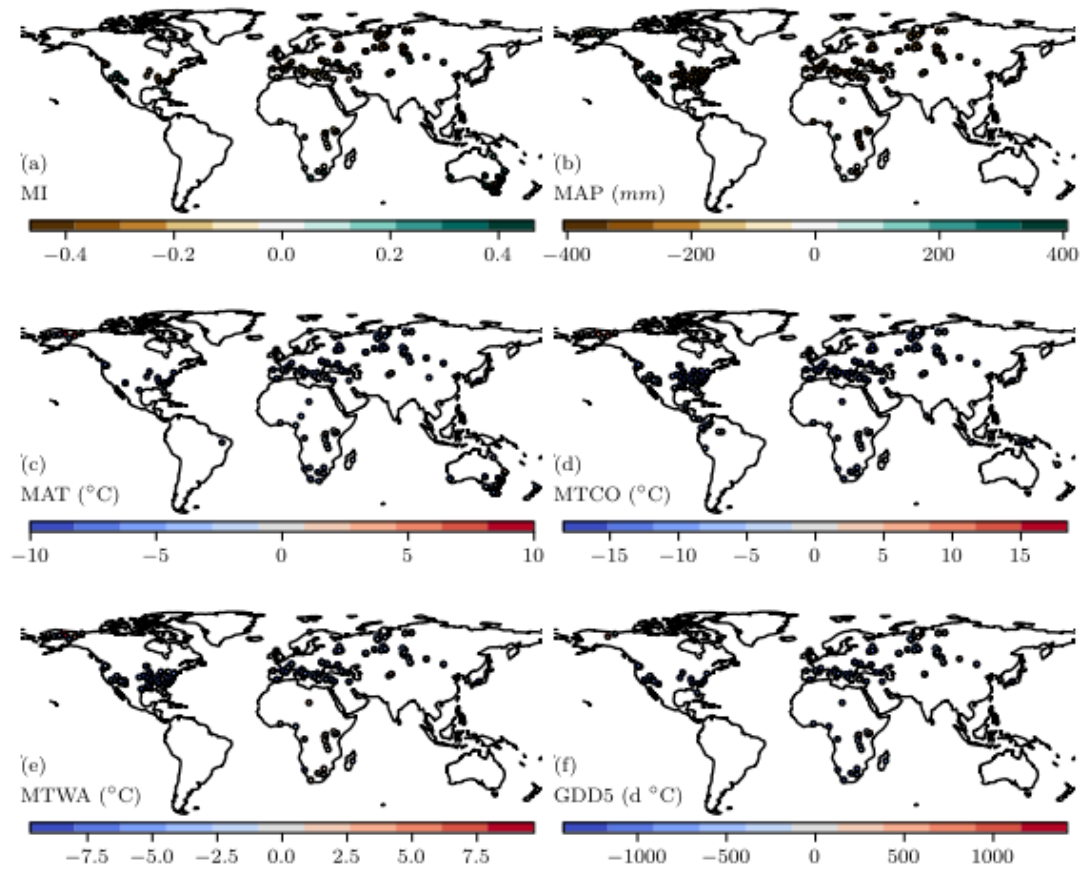 (a)
MI
−0.4 −0.2 0.0 0.2 0.4
(b)
MAP (mm)
−400 −200 0 200 400
(c)
MAT (°C)
−10 −5 0 5 10
(d)
MTCO (°C)
−15 −10 −5 0 5 10 15
(e)
MTWA (°C)
−7.5 −5.0 −2.5 0.0 2.5 5.0 7.5
(f)
GDD5 (d °C)
−1000 −500 0 500 1000